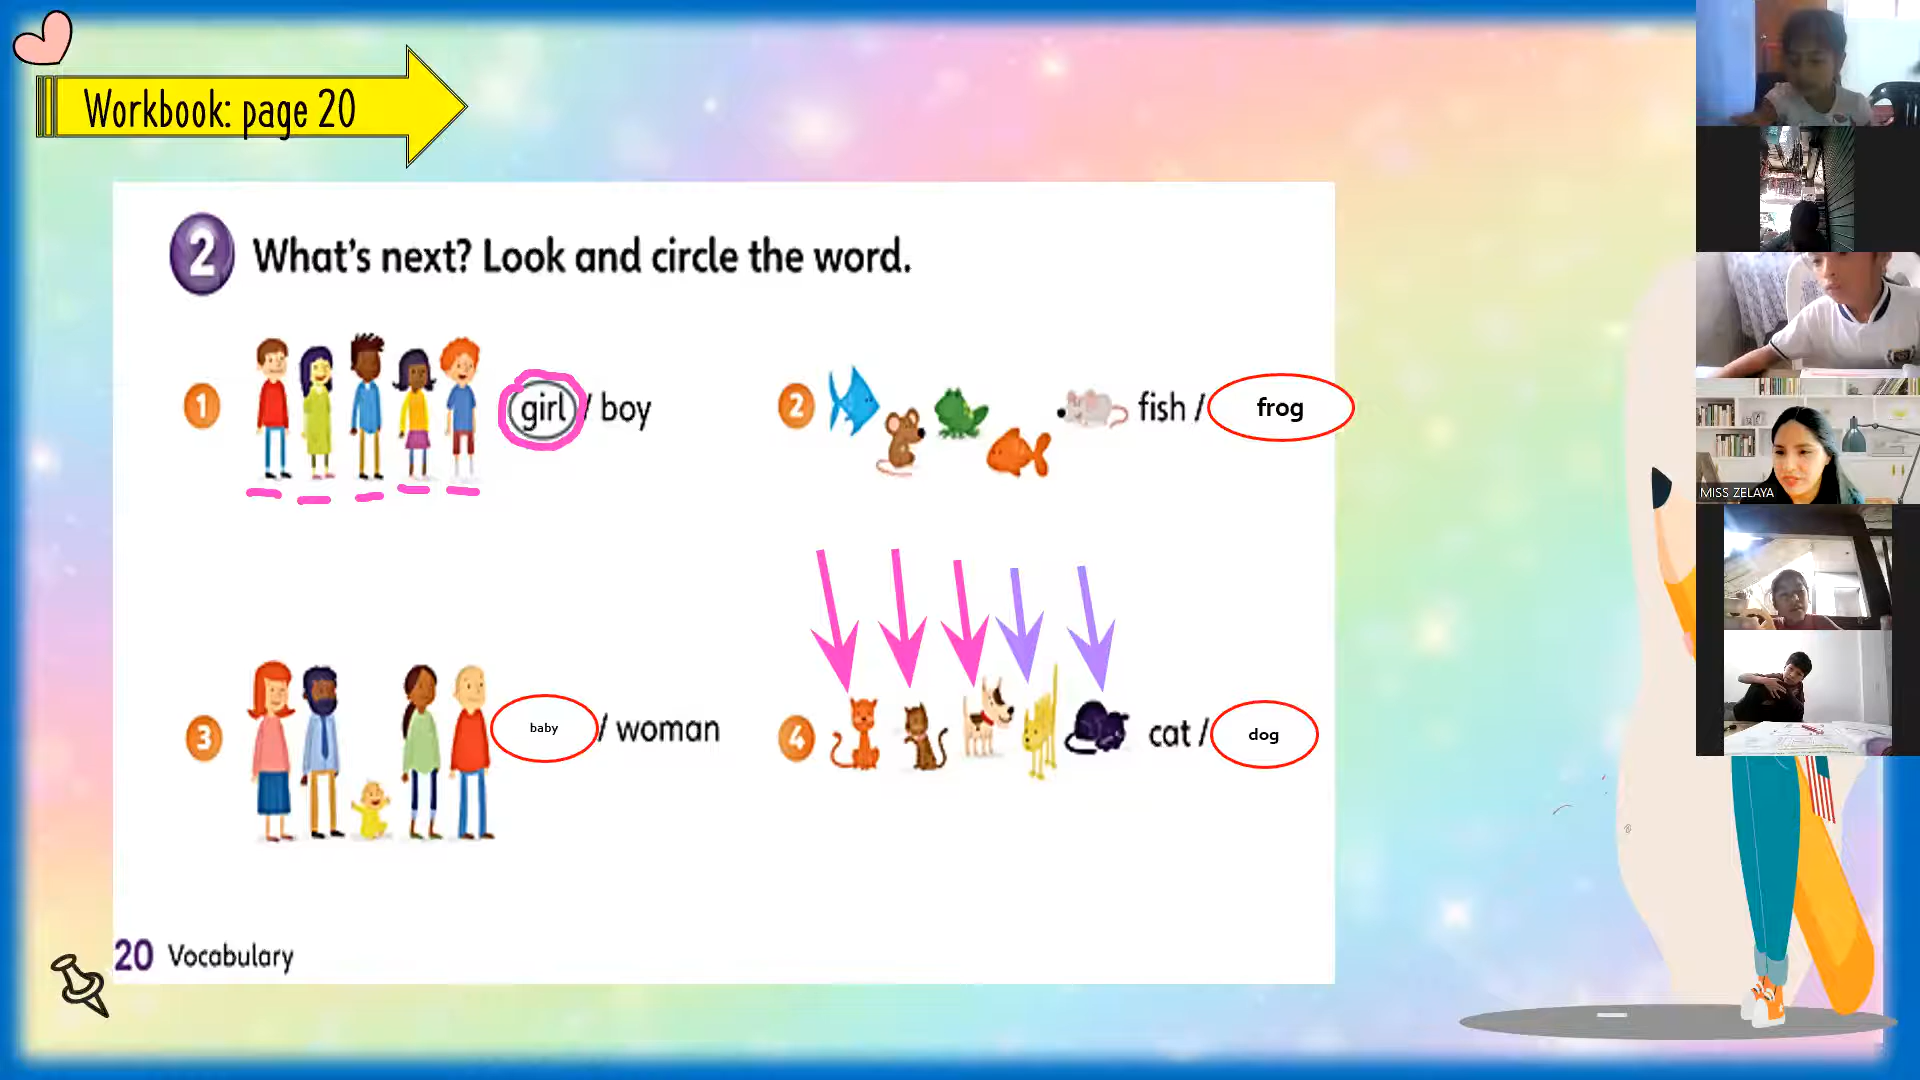 Workbook: page 20
2 What's next? Look and circle the word.
1 girl / boy
2 fish / frog
3 baby / woman
4 cat / dog
20 Vocabulary
MISS ZELAYA